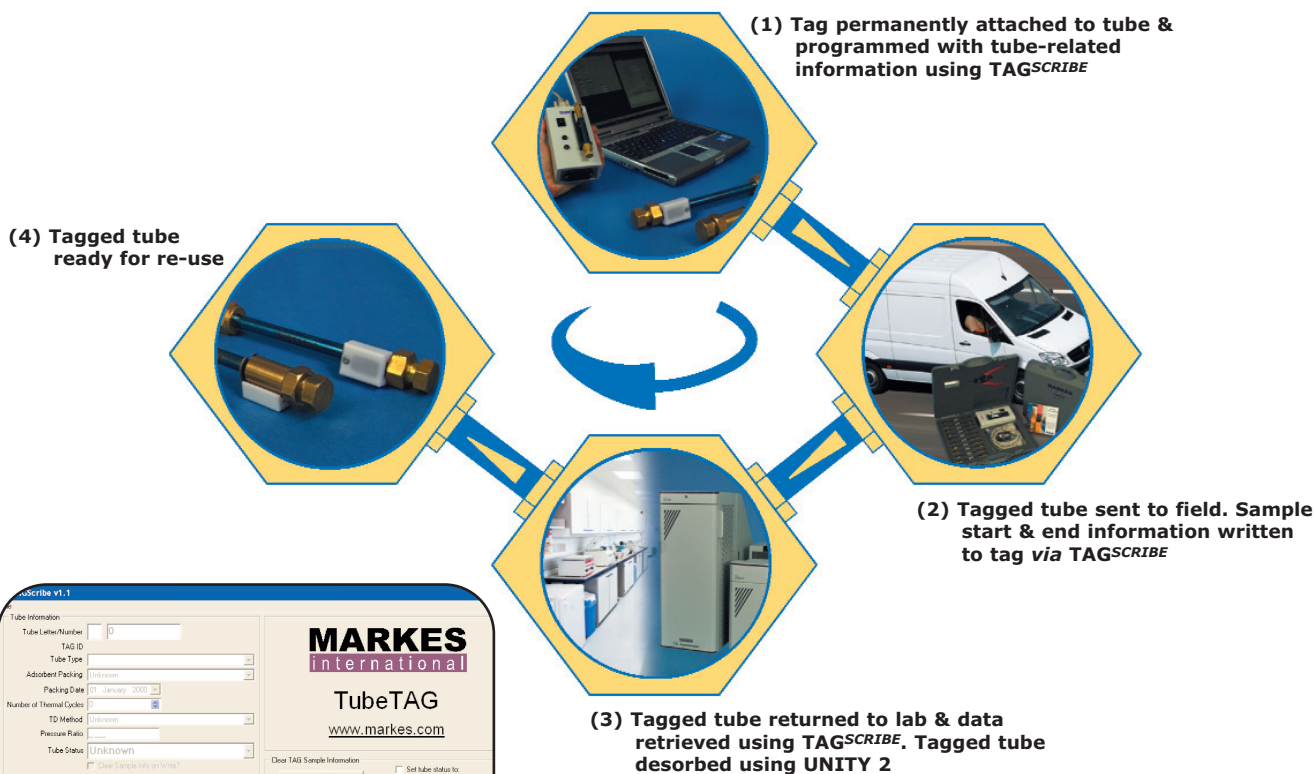 (1) Tag permanently attached to tube &
programmed with tube-related
information using TAGSCRIBE
(4) Tagged tube
ready for re-use
(2) Tagged tube sent to field. Sample
start & end information written
to tag via TAGSCRIBE
(3) Tagged tube returned to lab & data
retrieved using TAGSCRIBE. Tagged tube
desorbed using UNITY 2
v1.1
Tube Information
Tube Letter/Number 0
TAG ID
Tube Type
Adsorbent Packing Unknown
Packing Date 01 January 2000
Number of Thermal Cycles 0
TD Method Unknown
Pressure Ratio
Tube Status Unknown
Clear Sample Info on Write?
MARKES
international
TubeTAG
www.markes.com
Clear TAG Sample Information
Set tube status to: